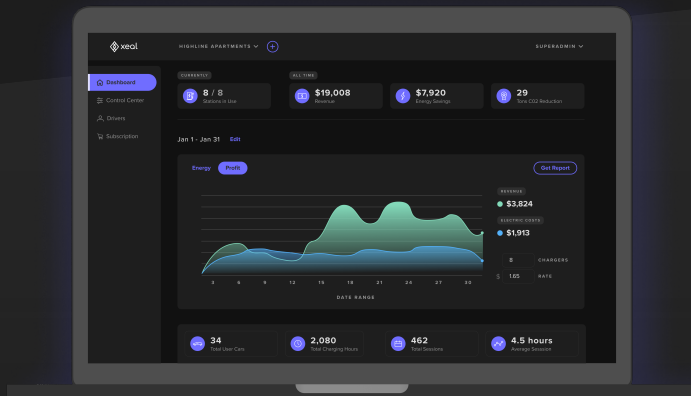 xeal
HIGHLINE APARTMENTS
SUPERADMIN
Dashboard
Control Center
Drivers
Subscription
CURRENTLY
8 / 8
Stations in Use
ALL TIME
$19,008
Revenue
$7,920
Energy Savings
29
Tons C02 Reduction
Jan 1 - Jan 31 Edit
Energy Profit
Get Report
REVENUE
$3,824
ELECTRIC COSTS
$1,913
8 CHARGERS
$ 1.65 RATE
3 6 9 12 15 18 21 24 27 30
DATE RANGE
34
Total User Cars
2,080
Total Charging Hours
462
Total Sessions
4.5 hours
Average Session